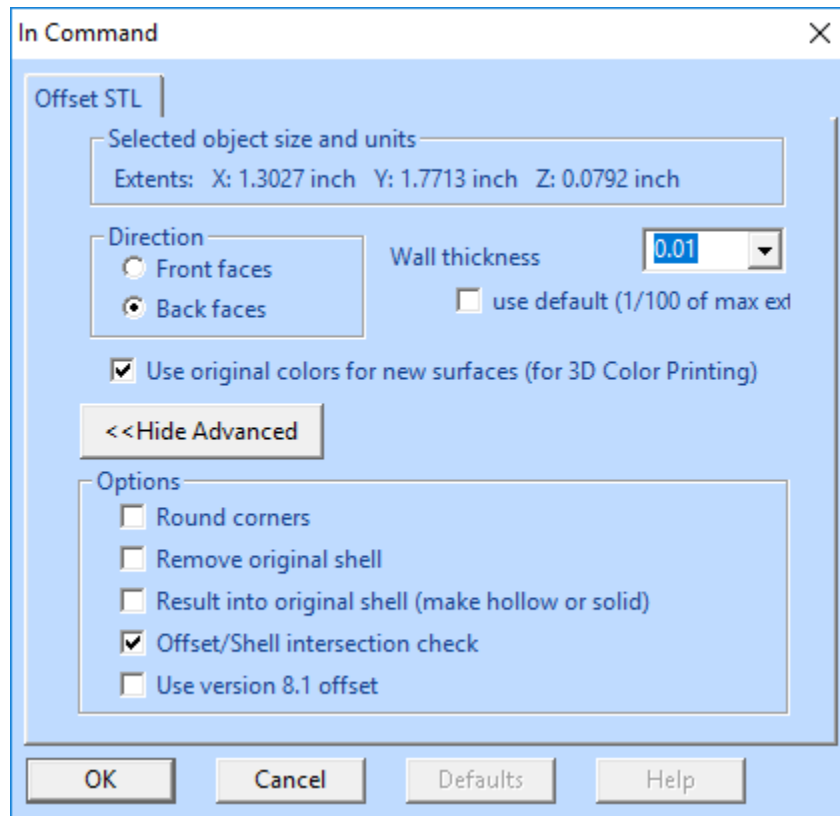 In Command
Offset STL
Selected object size and units
Extents: X: 1.3027 inch Y: 1.7713 inch Z: 0.0792 inch
Direction
Front faces
Back faces
Wall thickness
0.01
use default (1/100 of max ext
Use original colors for new surfaces (for 3D Color Printing)
<<Hide Advanced
Options
Round corners
Remove original shell
Result into original shell (make hollow or solid)
Offset/Shell intersection check
Use version 8.1 offset
OK Cancel Defaults Help